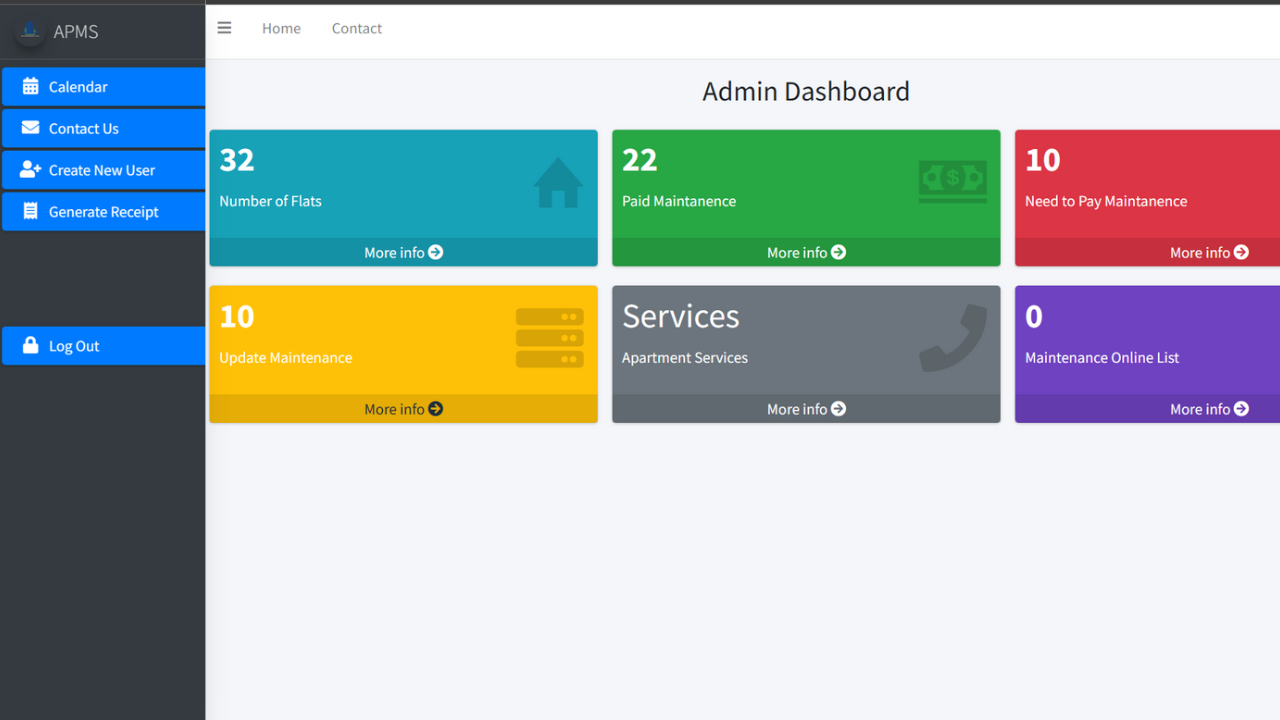 APMS
Home Contact
Calendar
Contact Us
Create New User
Generate Receipt
Log Out
Admin Dashboard
32
Number of Flats
More info
22
Paid Maintanence
More info
10
Need to Pay Maintanence
More info
10
Update Maintenance
More info
Services
Apartment Services
More info
0
Maintenance Online List
More info